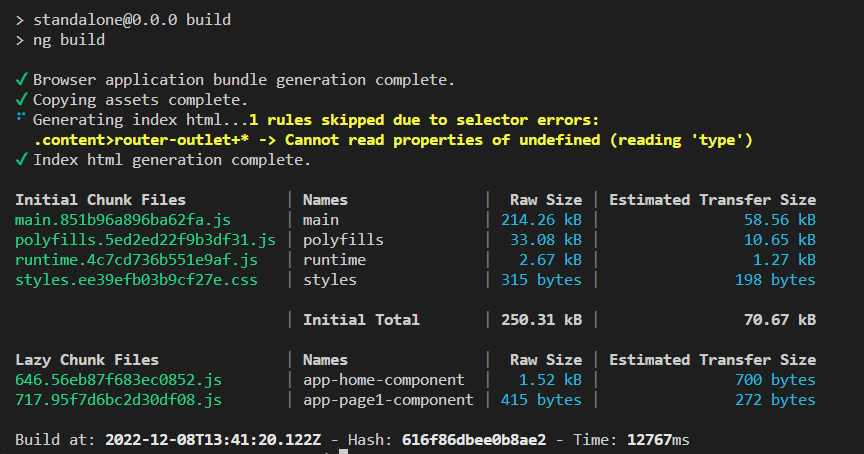 > standalone@0.0.0 build
> ng build
✓ Browser application bundle generation complete.
✓ Copying assets complete.
⠋ Generating index html...1 rules skipped due to selector errors:
  .content>router-outlet+* -> Cannot read properties of undefined (reading 'type')
✓ Index html generation complete.
Initial Chunk Files | Names | Raw Size | Estimated Transfer Size
main.851b96a896ba62fa.js | main | 214.26 kB | 58.56 kB
polyfills.5ed2ed22f9b3df31.js | polyfills | 33.08 kB | 10.65 kB
runtime.4c7cd736b551e9af.js | runtime | 2.67 kB | 1.27 kB
styles.ee39efb03b9cf27e.css | styles | 315 bytes | 198 bytes
| Initial Total | 250.31 kB | 70.67 kB
Lazy Chunk Files | Names | Raw Size | Estimated Transfer Size
646.56eb87f683ec0852.js | app-home-component | 1.52 kB | 700 bytes
717.95f7d6bc2d30df08.js | app-page1-component | 415 bytes | 272 bytes
Build at: 2022-12-08T13:41:20.122Z - Hash: 616f86dbee0b8ae2 - Time: 12767ms